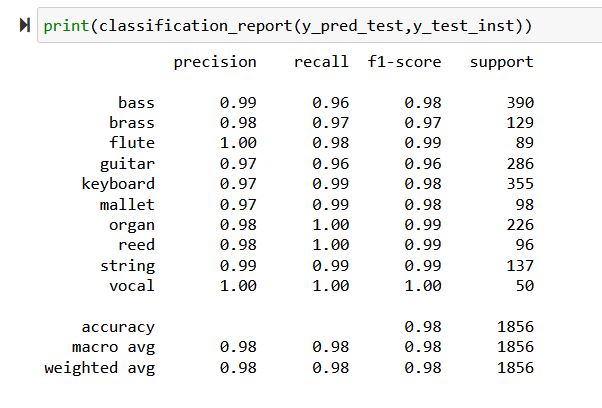 print(classification_report(y_pred_test,y_test_inst))
precision recall f1-score support
bass 0.99 0.96 0.98 390
brass 0.98 0.97 0.97 129
flute 1.00 0.98 0.99 89
guitar 0.97 0.96 0.96 286
keyboard 0.97 0.99 0.98 355
mallet 0.97 0.99 0.98 98
organ 0.98 1.00 0.99 226
reed 0.98 1.00 0.99 96
string 0.99 0.99 0.99 137
vocal 1.00 1.00 1.00 50
accuracy 0.98 1856
macro avg 0.98 0.98 0.98 1856
weighted avg 0.98 0.98 0.98 1856